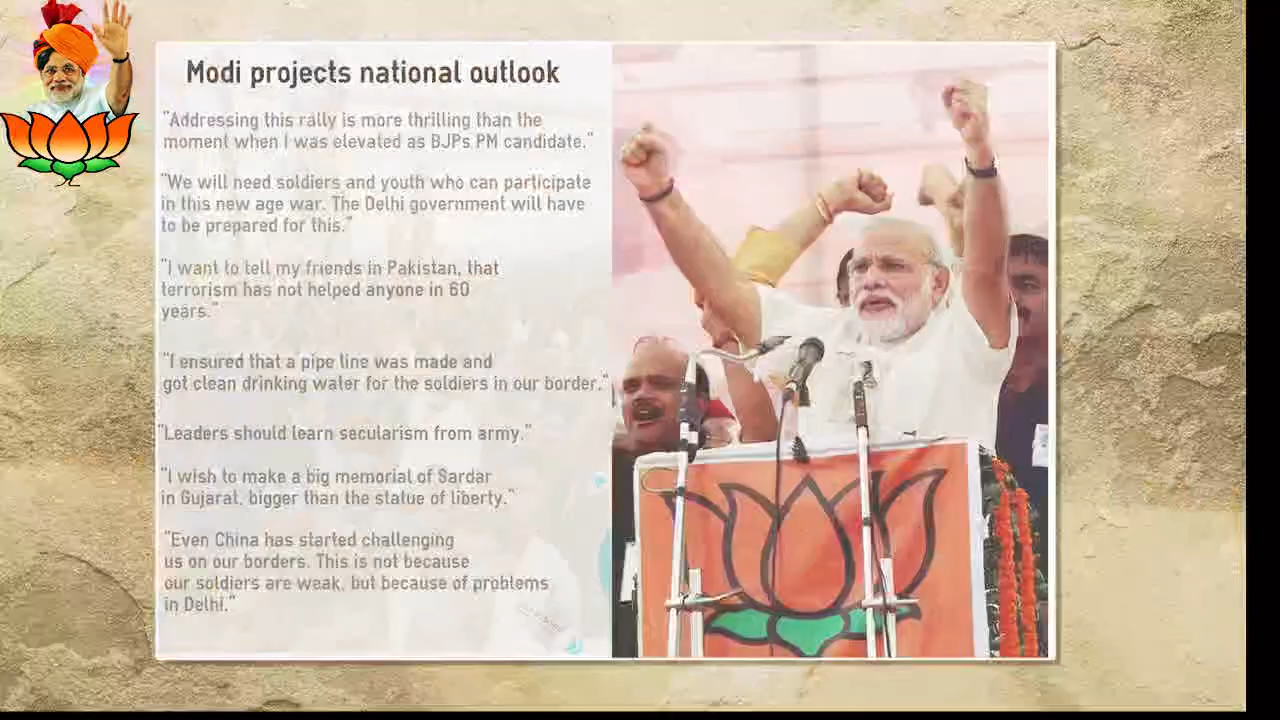 Modi projects national outlook
"Addressing this rally is more thrilling than the
moment when I was elevated as BJPs PM candidate."
"We will need soldiers and youth who can participate
in this new age war. The Delhi government will have
to be prepared for this."
"I want to tell my friends in Pakistan, that
terrorism has not helped anyone in 60
years."
"I ensured that a pipe line was made and
got clean drinking water for the soldiers in our border."
"Leaders should learn secularism from army."
"I wish to make a big memorial of Sardar
in Gujarat, bigger than the statue of liberty."
"Even China has started challenging
us on our borders. This is not because
our soldiers are weak, but because of problems
in Delhi."